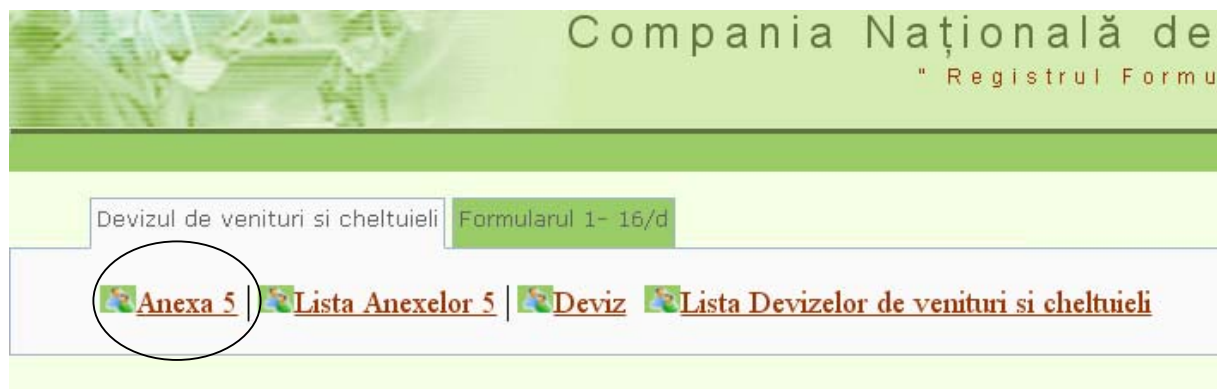 Compania Națională de
" Registrul Formu
Devizul de venituri si cheltuieli Formularul 1- 16/d
Anexa 5 | Lista Anexelor 5 | Deviz Lista Devizelor de venituri si cheltuieli